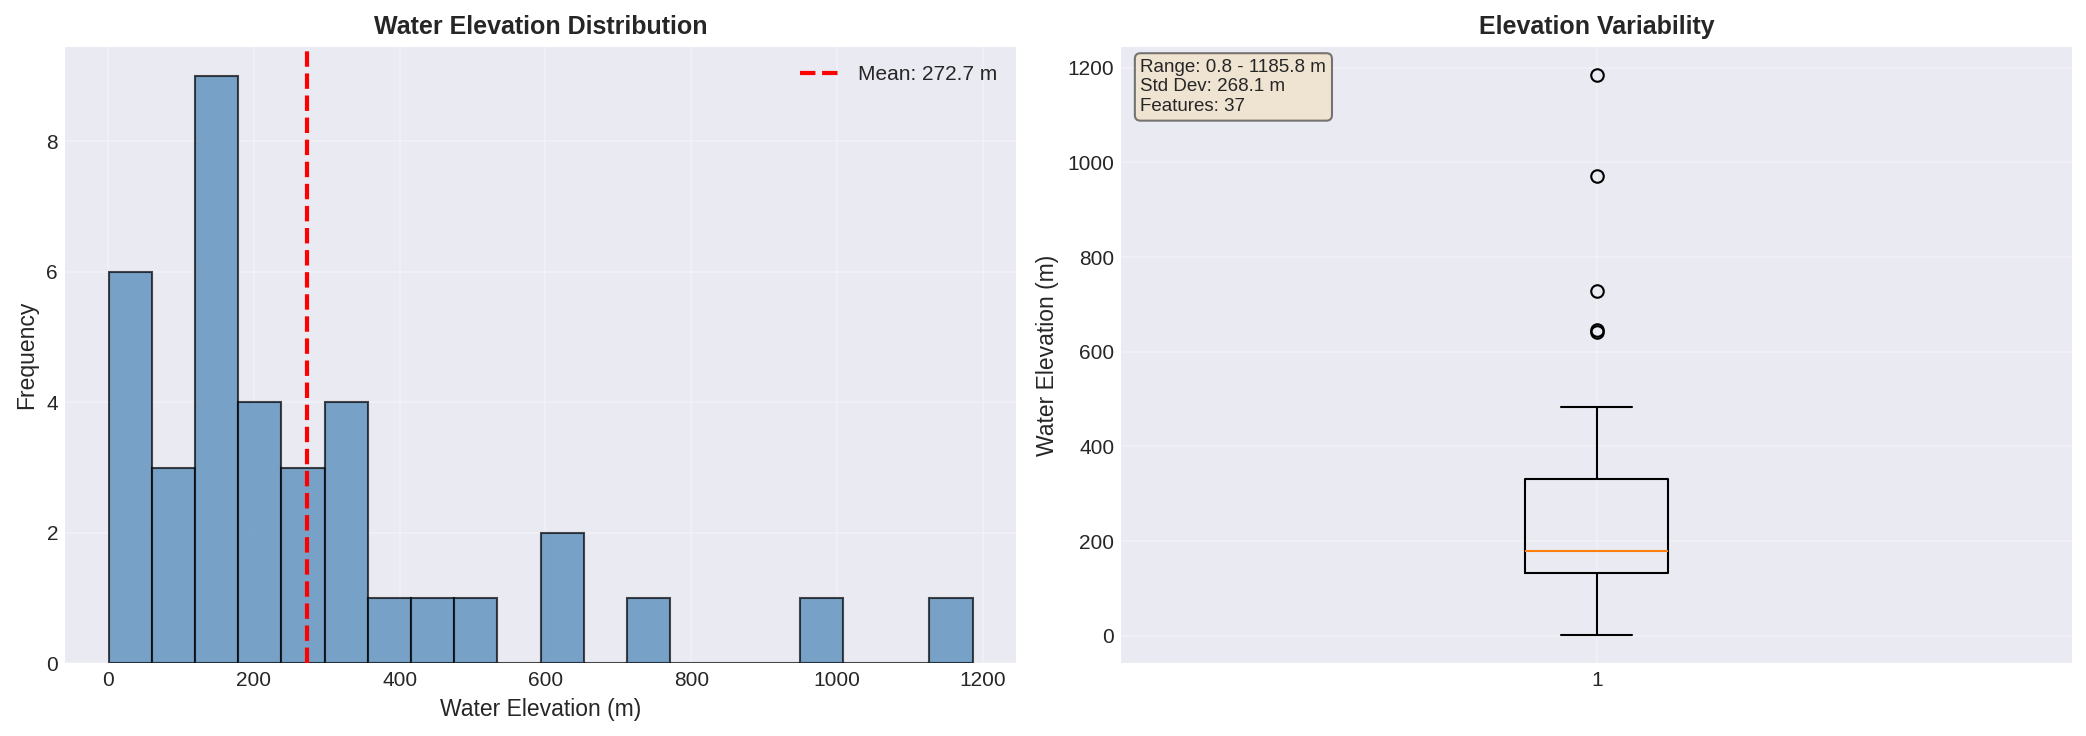 Water Elevation Distribution
Mean: 272.7 m
8
6
4
2
0
Frequency
0 200 400 600 800 1000 1200
Water Elevation (m)
Elevation Variability
Range: 0.8 - 1185.8 m
Std Dev: 268.1 m
Features: 37
1200
1000
800
600
400
200
0
Water Elevation (m)
1